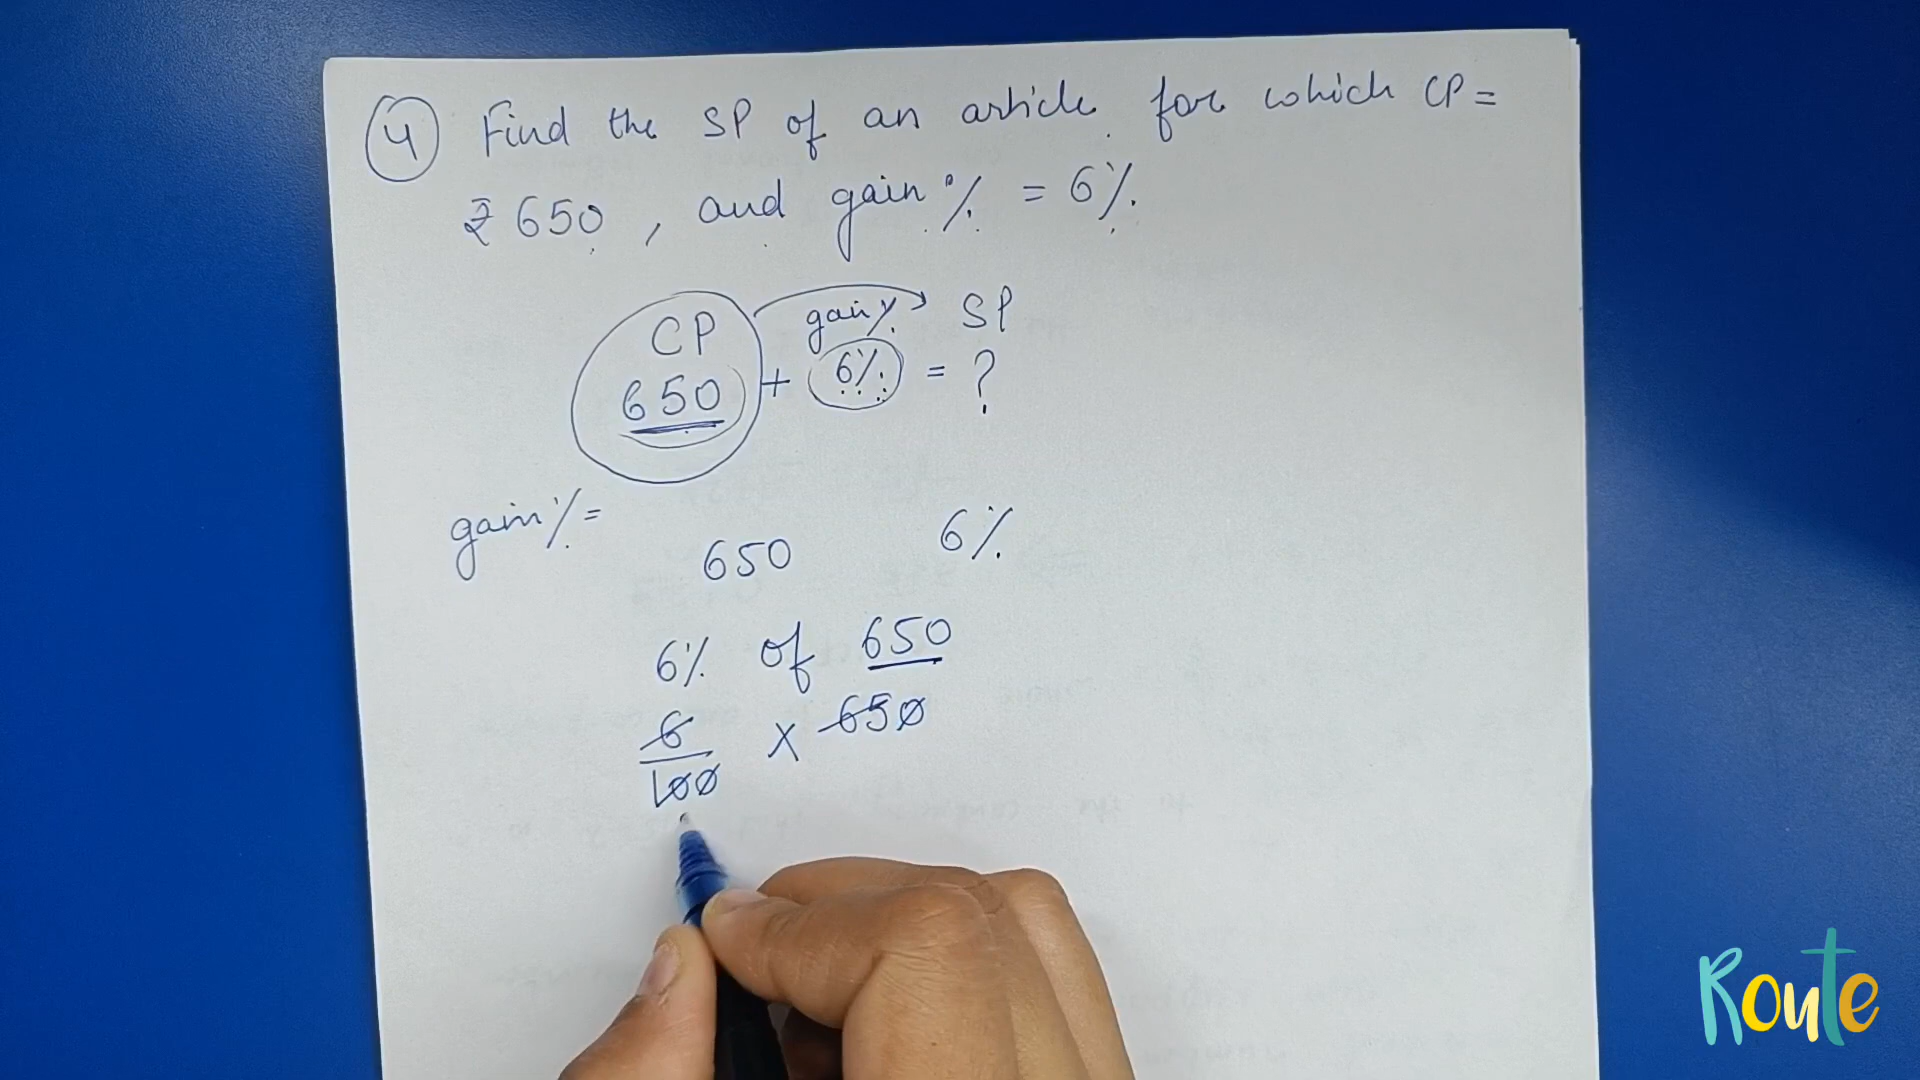 4 Find the SP of an article for which CP =
₹ 650 , and gain % = 6%.
CP gain% SP
650 + 6% = ?
gain% =
650 6%
6% of 650
6/100 x 650
Route